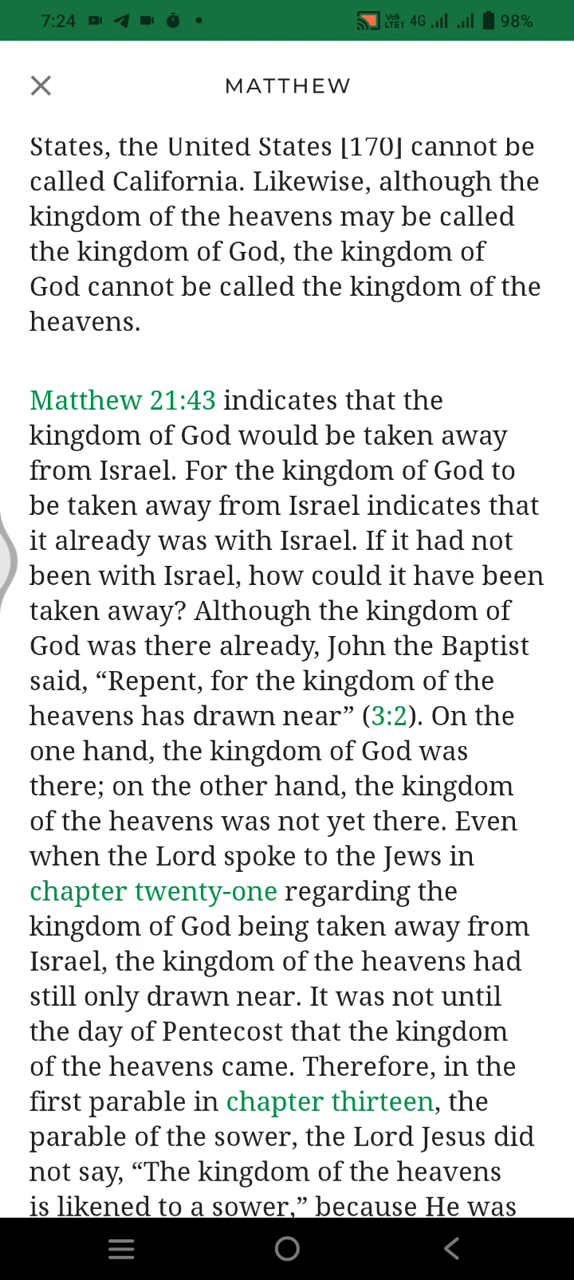 7:24
Vo)
LTE1
4G
98%
MATTHEW
States, the United States [170] cannot be
called California. Likewise, although the
kingdom of the heavens may be called
the kingdom of God, the kingdom of
God cannot be called the kingdom of the
heavens.
Matthew 21:43 indicates that the
kingdom of God would be taken away
from Israel. For the kingdom of God to
be taken away from Israel indicates that
it already was with Israel. If it had not
been with Israel, how could it have been
taken away? Although the kingdom of
God was there already, John the Baptist
said, “Repent, for the kingdom of the
heavens has drawn near” (3:2). On the
one hand, the kingdom of God was
there; on the other hand, the kingdom
of the heavens was not yet there. Even
when the Lord spoke to the Jews in
chapter twenty-one regarding the
kingdom of God being taken away from
Israel, the kingdom of the heavens had
still only drawn near. It was not until
the day of Pentecost that the kingdom
of the heavens came. Therefore, in the
first parable in chapter thirteen, the
parable of the sower, the Lord Jesus did
not say, “The kingdom of the heavens
is likened to a sower,” because He was